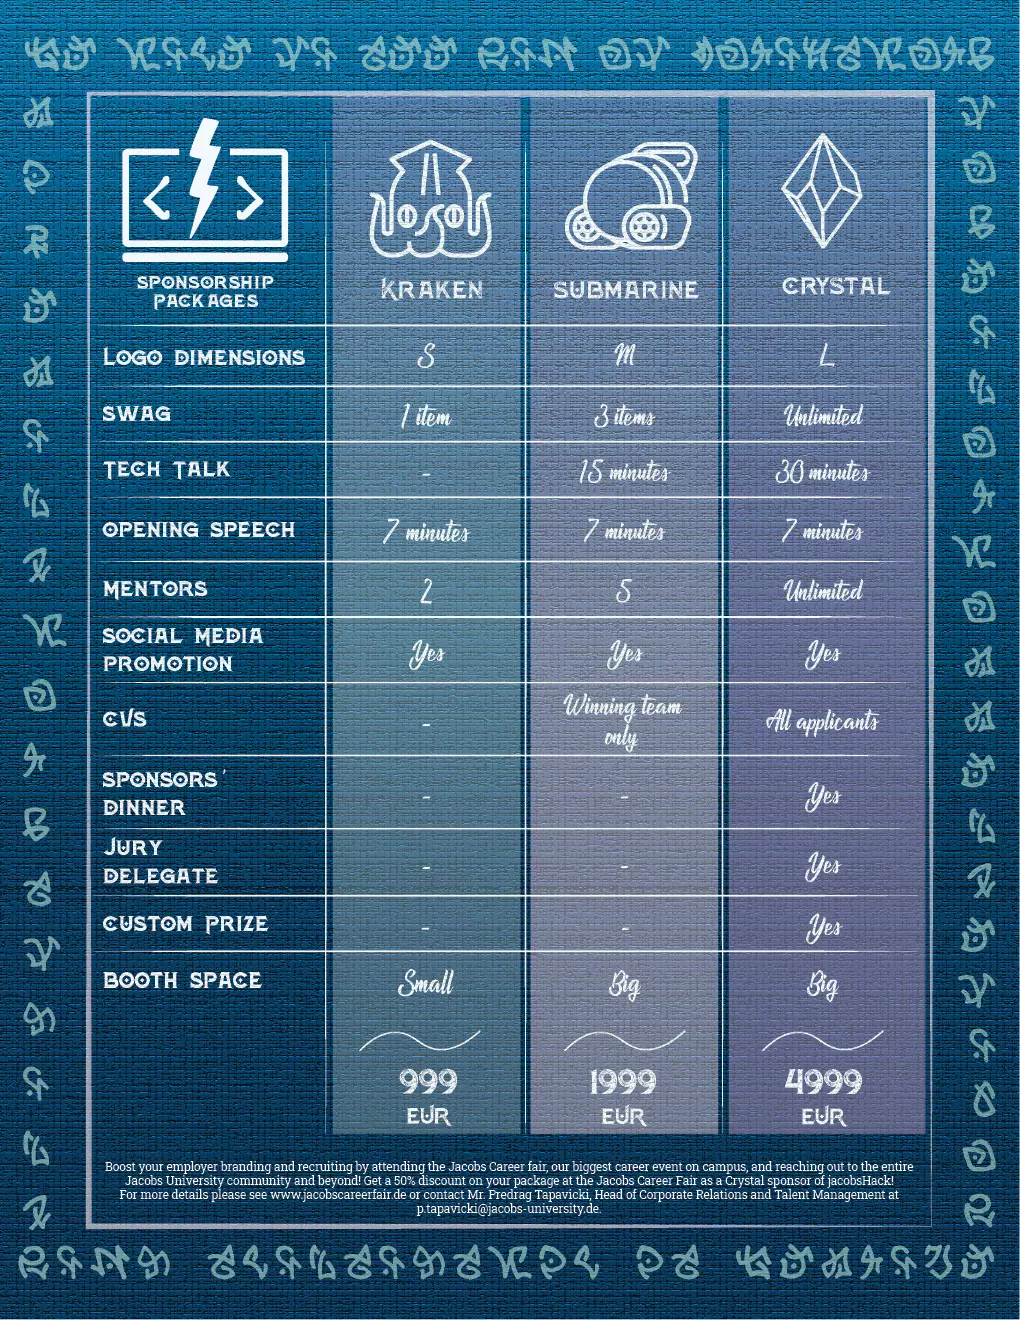 < >
SPONSORSHIP
PACKAGES
KRAKEN
SUBMARINE
CRYSTAL
LOGO DIMENSIONS S M L
SWAG 1 item 3 items Unlimited
TECH TALK - 15 minutes 30 minutes
OPENING SPEECH 7 minutes 7 minutes 7 minutes
MENTORS 2 5 Unlimited
SOCIAL MEDIA
PROMOTION Yes Yes Yes
CVS - Winning team
only All applicants
SPONSORS'
DINNER - - Yes
JURY
DELEGATE - - Yes
CUSTOM PRIZE - - Yes
BOOTH SPACE Small Big Big
999 1999 4999
EUR EUR EUR
Boost your employer branding and recruiting by attending the Jacobs Career fair, our biggest career event on campus, and reaching out to the entire
Jacobs University community and beyond! Get a 50% discount on your package at the Jacobs Career Fair as a Crystal sponsor of jacobsHack!
For more details please see www.jacobscareerfair.de or contact Mr. Predrag Tapavicki, Head of Corporate Relations and Talent Management at
p.tapavicki@jacobs-university.de.